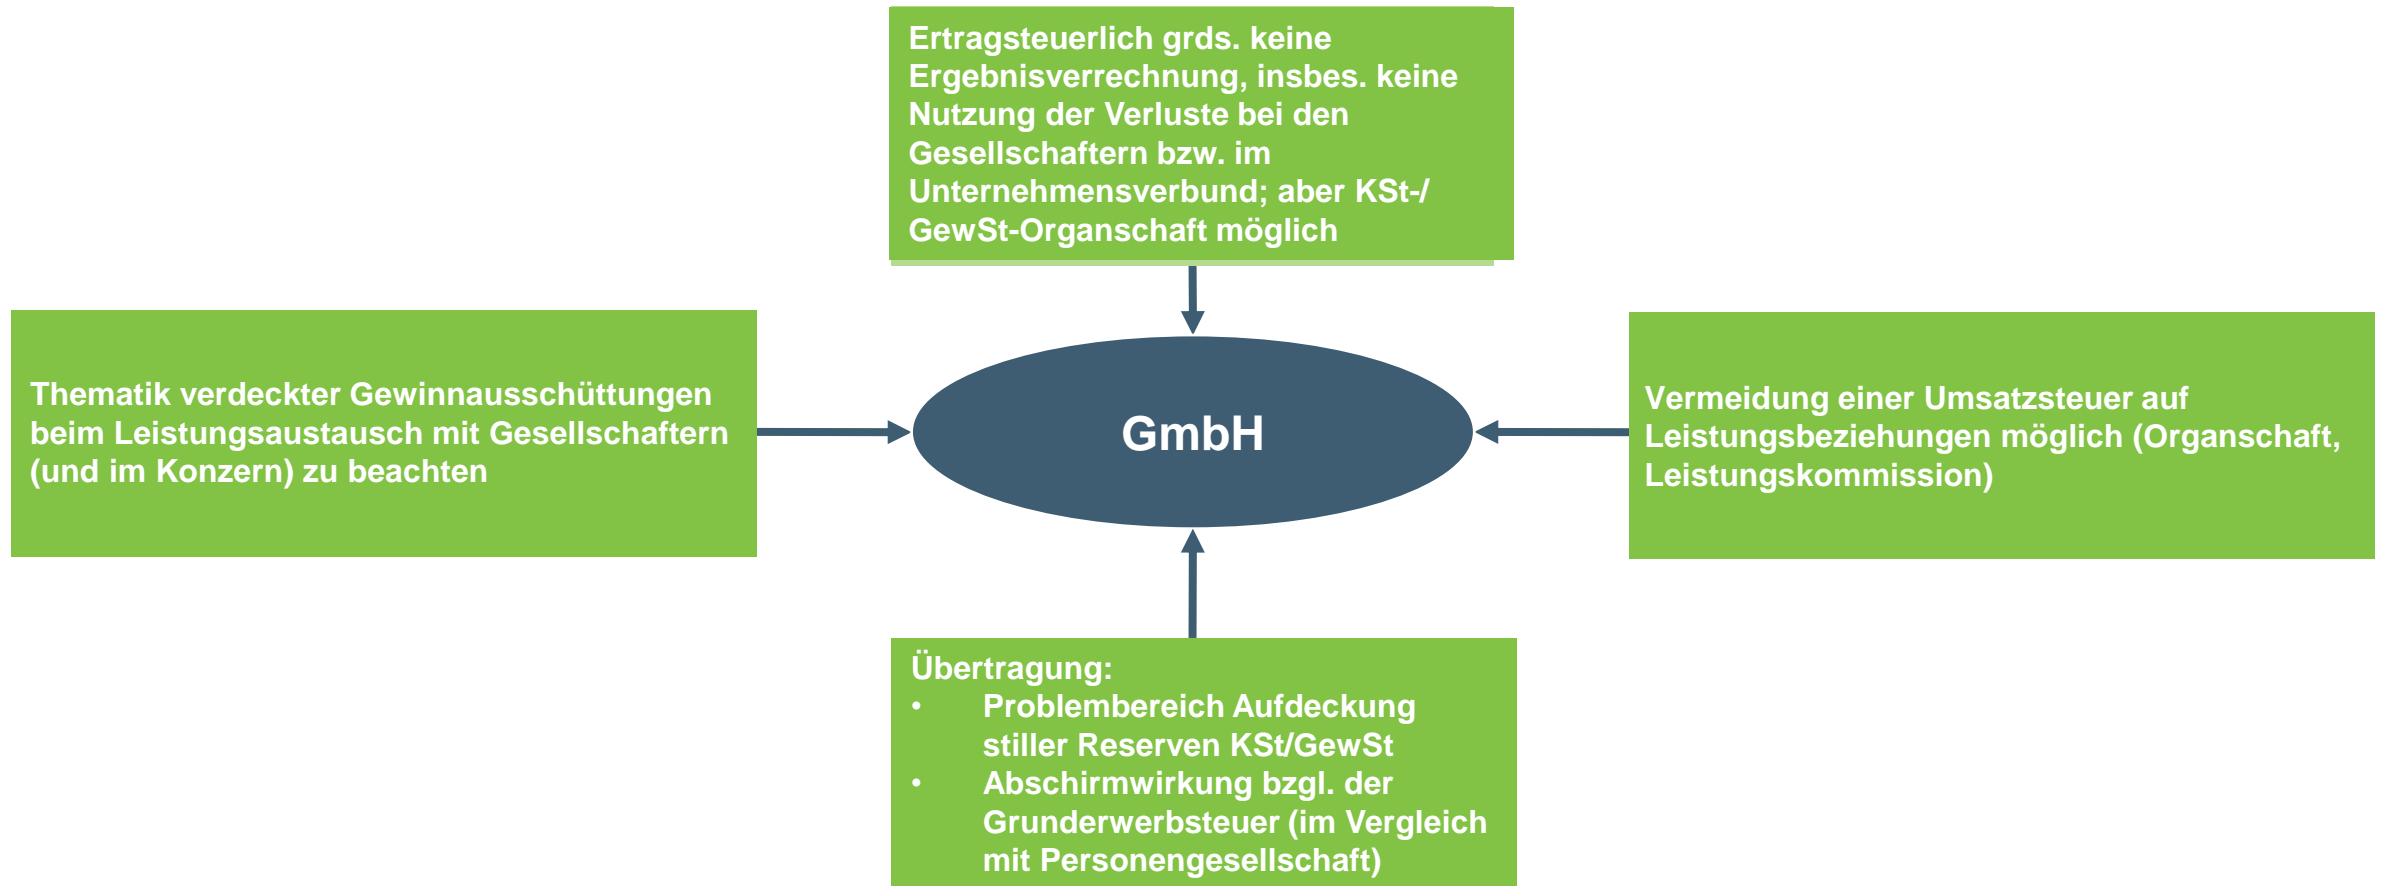 Ertragsteuerlich grds. keine
Ergebnisverrechnung, insbes. keine
Nutzung der Verluste bei den
Gesellschaftern bzw. im
Unternehmensverbund; aber KSt-/
GewSt-Organschaft möglich
Thematik verdeckter Gewinnausschüttungen
beim Leistungsaustausch mit Gesellschaftern
(und im Konzern) zu beachten
GmbH
Vermeidung einer Umsatzsteuer auf
Leistungsbeziehungen möglich (Organschaft,
Leistungskommission)
Übertragung:
• Problembereich Aufdeckung
stiller Reserven KSt/GewSt
• Abschirmwirkung bzgl. der
Grunderwerbsteuer (im Vergleich
mit Personengesellschaft)